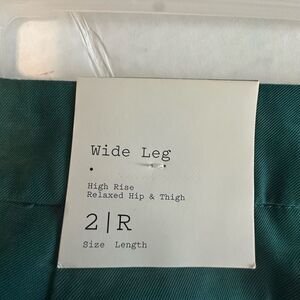 Wide Leg
High Rise
Relaxed Hip & Thigh
2|R
Size Length